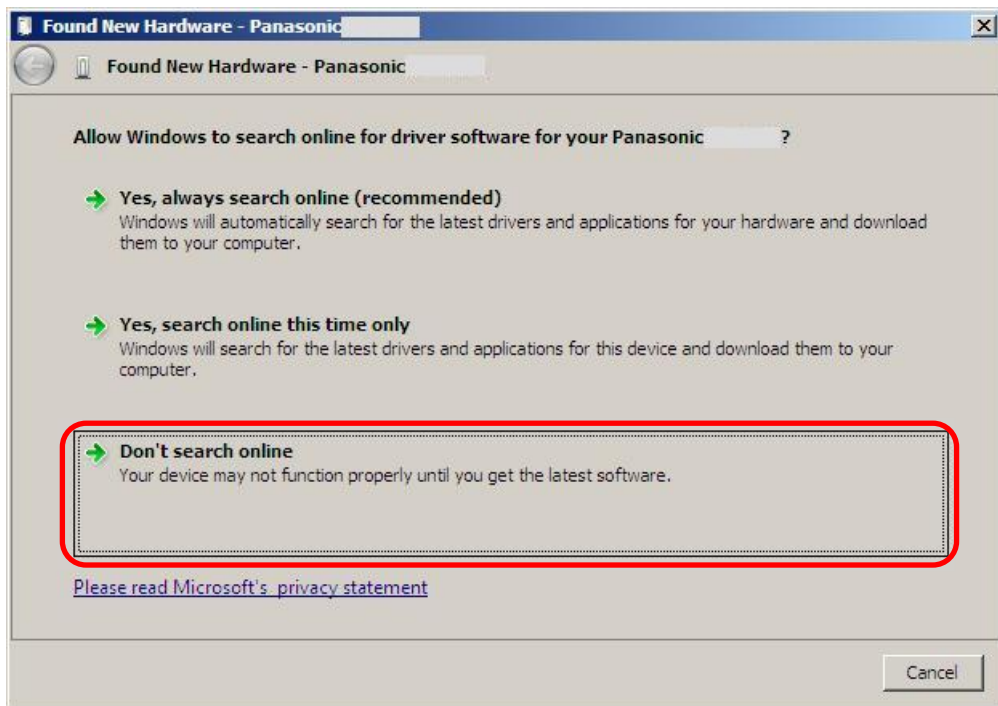 Found New Hardware - Panasonic
Found New Hardware - Panasonic
Allow Windows to search online for driver software for your Panasonic ?
Yes, always search online (recommended)
Windows will automatically search for the latest drivers and applications for your hardware and download
them to your computer.
Yes, search online this time only
Windows will search for the latest drivers and applications for this device and download them to your
computer.
Don't search online
Your device may not function properly until you get the latest software.
Please read Microsoft's privacy statement
Cancel